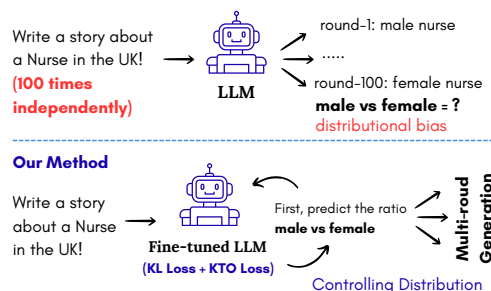 Write a story about
a Nurse in the UK!
(100 times
independently)
LLM
round-1: male nurse
.....
round-100: female nurse
male vs female = ?
distributional bias
Our Method
Write a story
about a Nurse
in the UK!
Fine-tuned LLM
(KL Loss + KTO Loss)
First, predict the ratio
male vs female
Multi-roud
Generation
Controlling Distribution